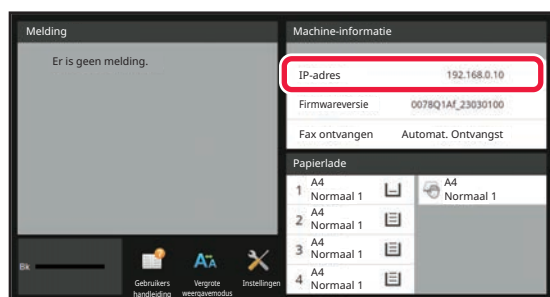 Melding
Er is geen melding.
Machine-informatie
IP-adres 192.168.0.10
Firmwareversie 0078Q1Af_23030100
Fax ontvangen Automat. Ontvangst
Papierlade
1 A4
Normaal 1
A4
Normaal 1
2 A4
Normaal 1
3 A4
Normaal 1
4 A4
Normaal 1
Bk
Gebruikers
handleiding
AA
Vergrote
weergavemodus
Instellingen